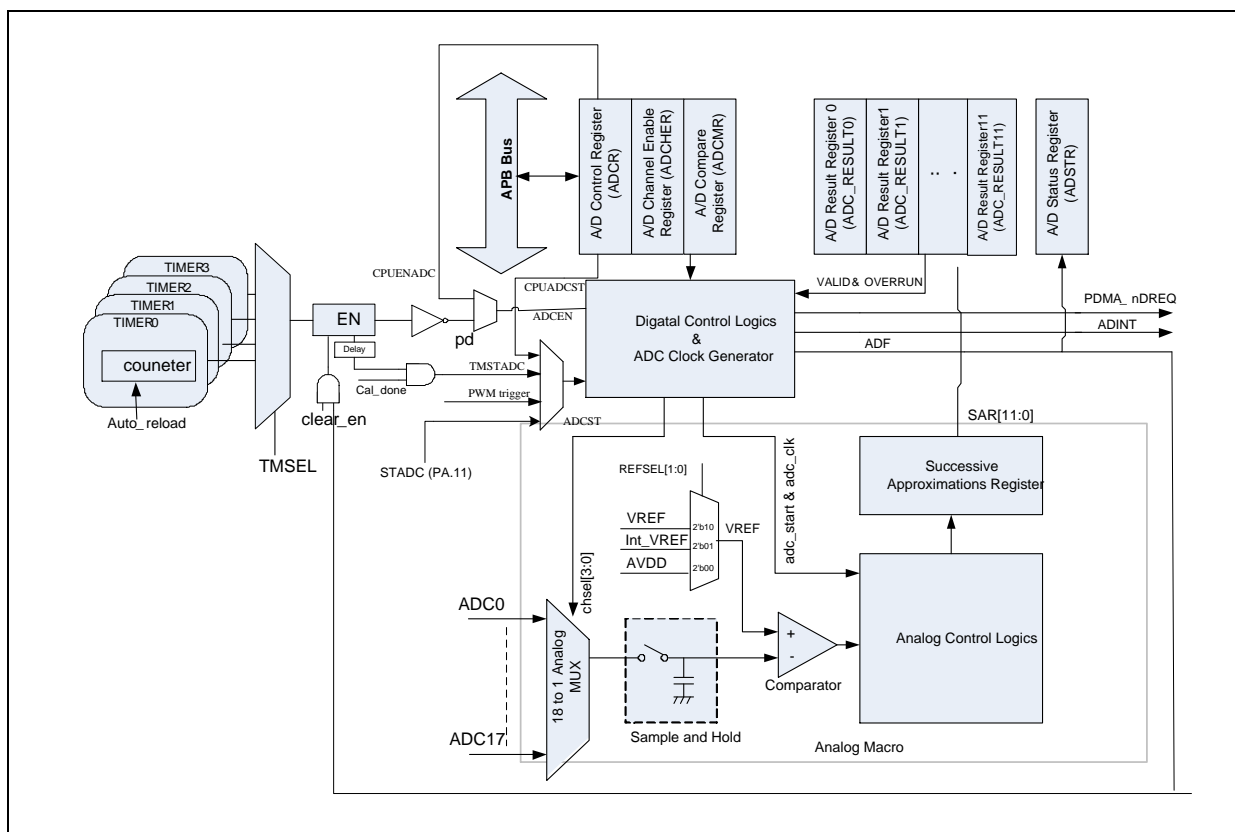 APB Bus
A/D Control Register
(ADCR)
A/D Channel Enable
Register (ADCHER)
A/D Compare
Register (ADCMR)
A/D Result Register 0
(ADC_RESULT0)
A/D Result Register1
(ADC_RESULT1)
.. .
A/D Result Register11
(ADC_RESULT11)
A/D Status Register
(ADSTR)
TIMER3
TIMER2
TIMER1
TIMER0
couneter
Auto_reload
TMSEL
EN
Delay
clear_en
Cal_done
CPUENADC
pd
CPUADCST
ADCEN
TMSTADC
PWM trigger
ADCST
STADC (PA.11)
Digatal Control Logics
&
ADC Clock Generator
VALID & OVERRUN
PDMA_ nDREQ
ADINT
ADF
SAR[11:0]
Successive
Approximations Register
REFSEL[1:0]
VREF
Int_VREF
AVDD
2'b10
2'b01
2'b00
VREF
adc_start & adc_clk
chsel[3:0]
ADC0
ADC17
18 to 1 Analog
MUX
Sample and Hold
+
-
Comparator
Analog Control Logics
Analog Macro